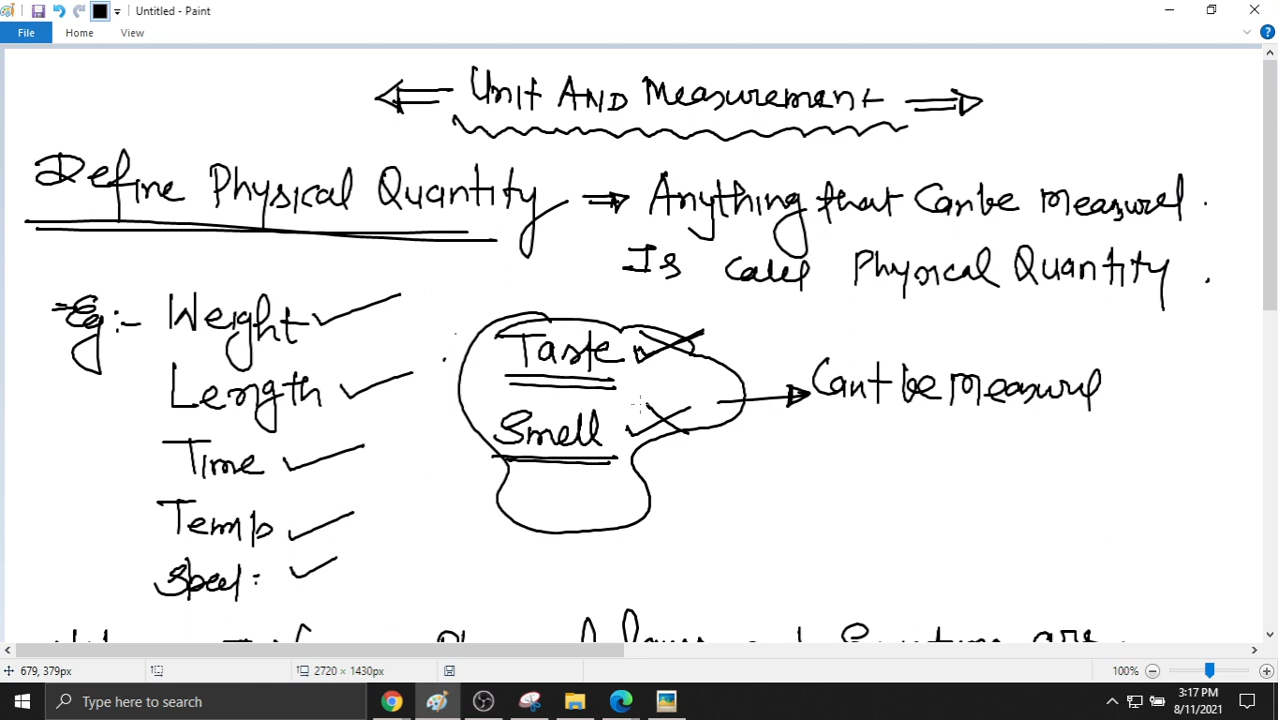 Untitled - Paint
File Home View
Unit AND Measurement
Define Physical Quantity ⇒ Anything that Can be measured.
Is called Physical Quantity.
Eg:- Weight ✓
Length ✓
Time ✓
Temp ✓
Speed: ✓
Taste
Smell
Can't be Measured
679, 379px
2720 × 1430px
100%
Type here to search
3:17 PM
8/11/2021